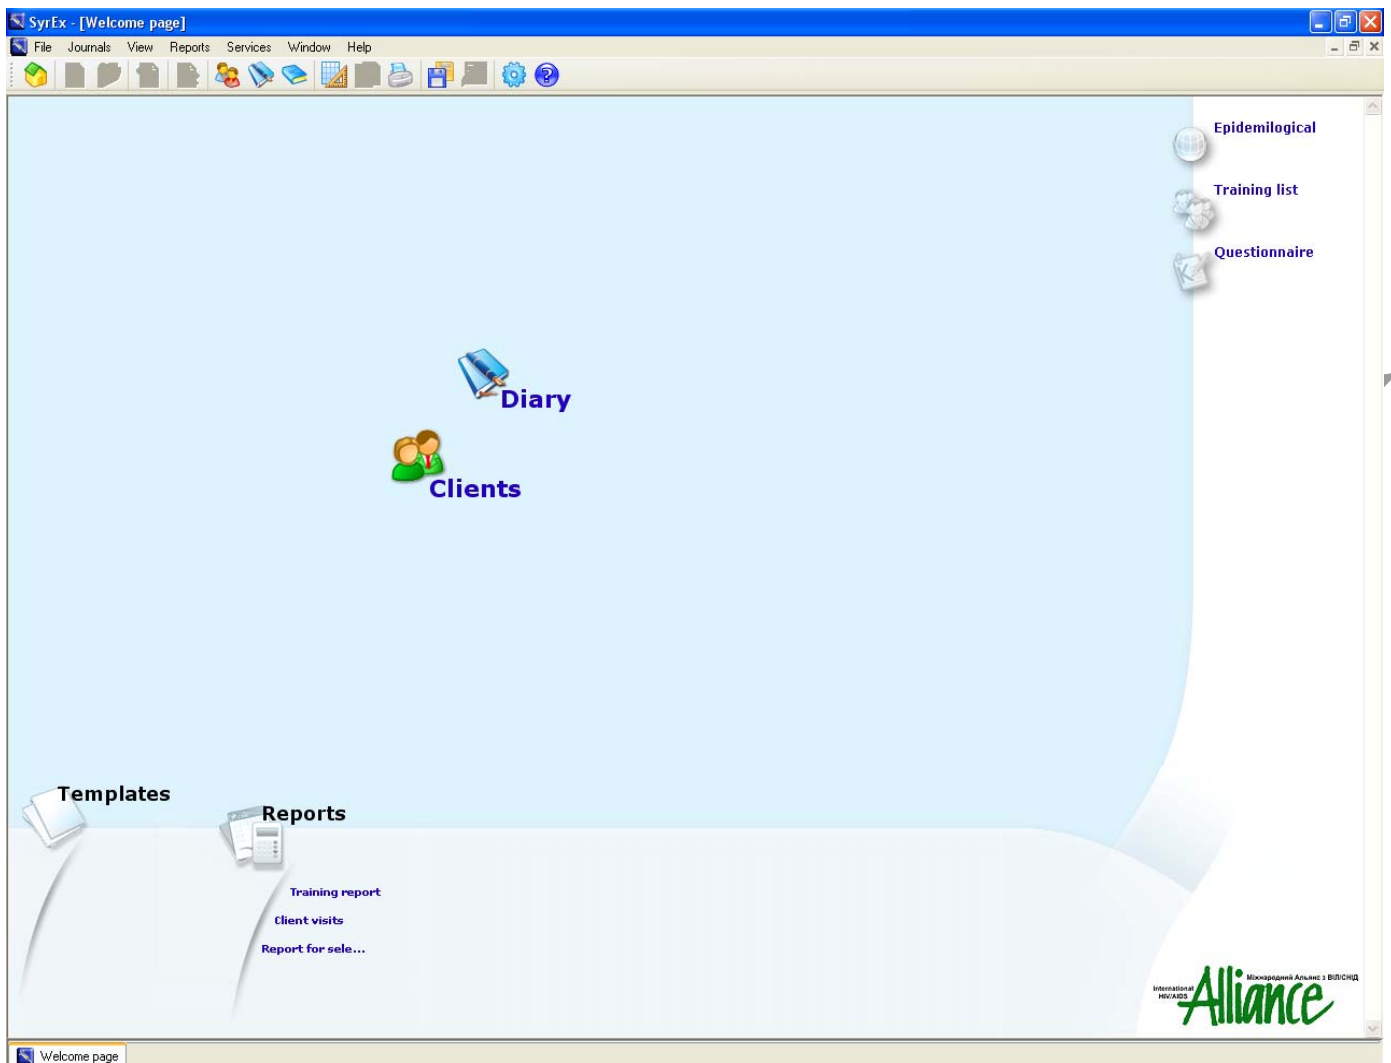 SyrEx - [Welcome page]
File Journals View Reports Services Window Help
Epidemilogical
Training list
Questionnaire
Diary
Clients
Templates
Reports
Training report
Client visits
Report for sele...
International
HIV/AIDS
Alliance
Міжнародний Альянс з ВІЛ/СНІД
Welcome page